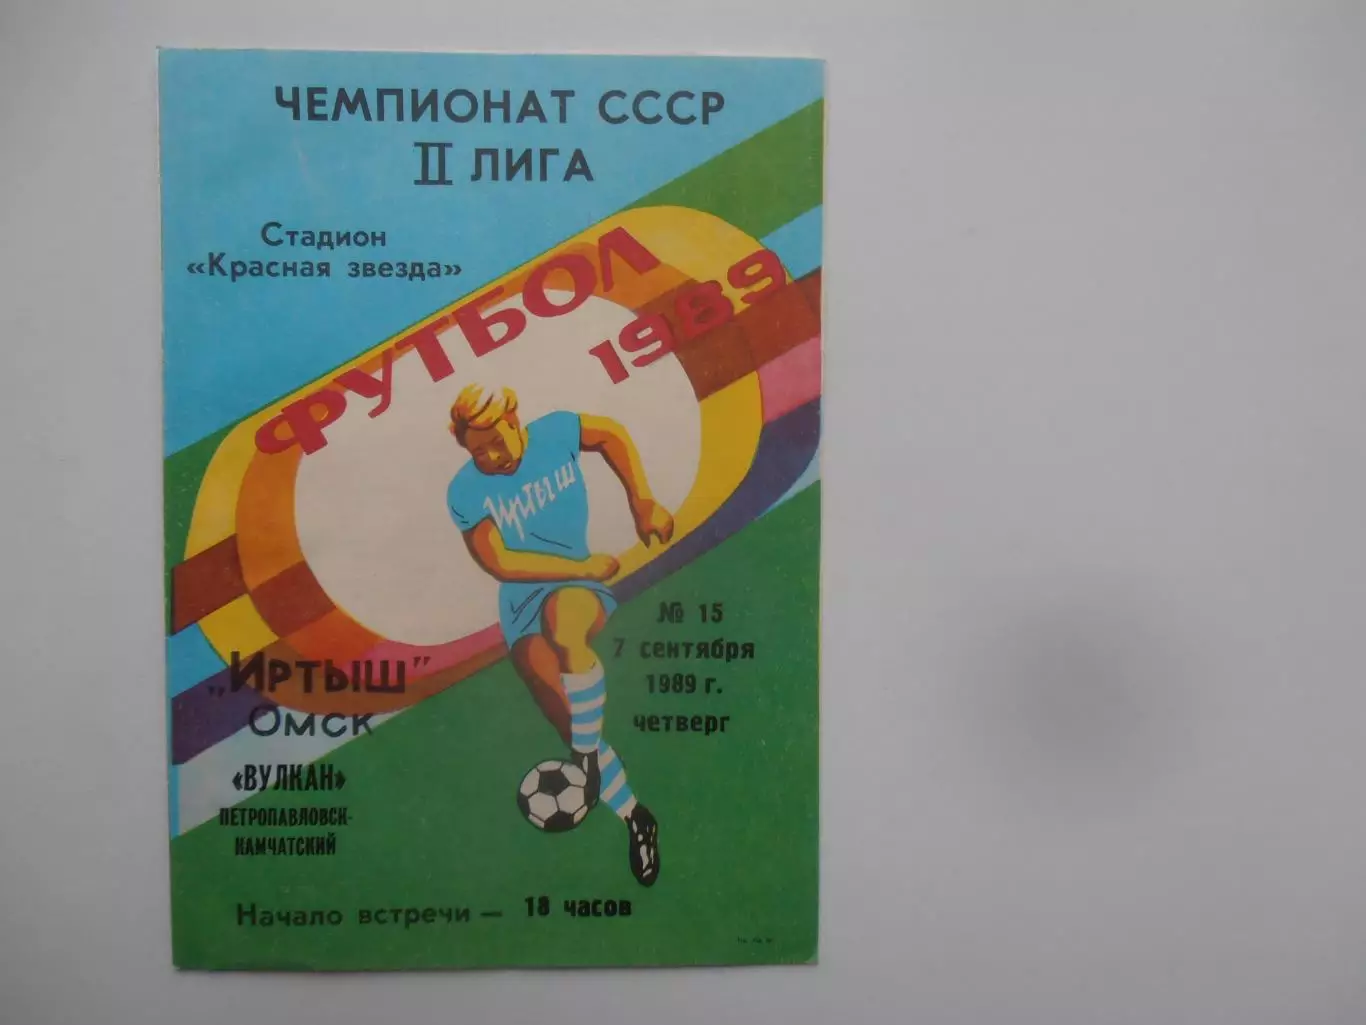 ЧЕМПИОНАТ СССР
II ЛИГА
Стадион
«Красная звезда»
ФУТБОЛ
1989
Иртыш
№ 15
7 сентября
1989 г.
четверг
„Иртыш"
Омск
«ВУЛКАН»
ПЕТРОПАВЛОВСК-
КАМЧАТСКИЙ
Начало встречи — 18 часов